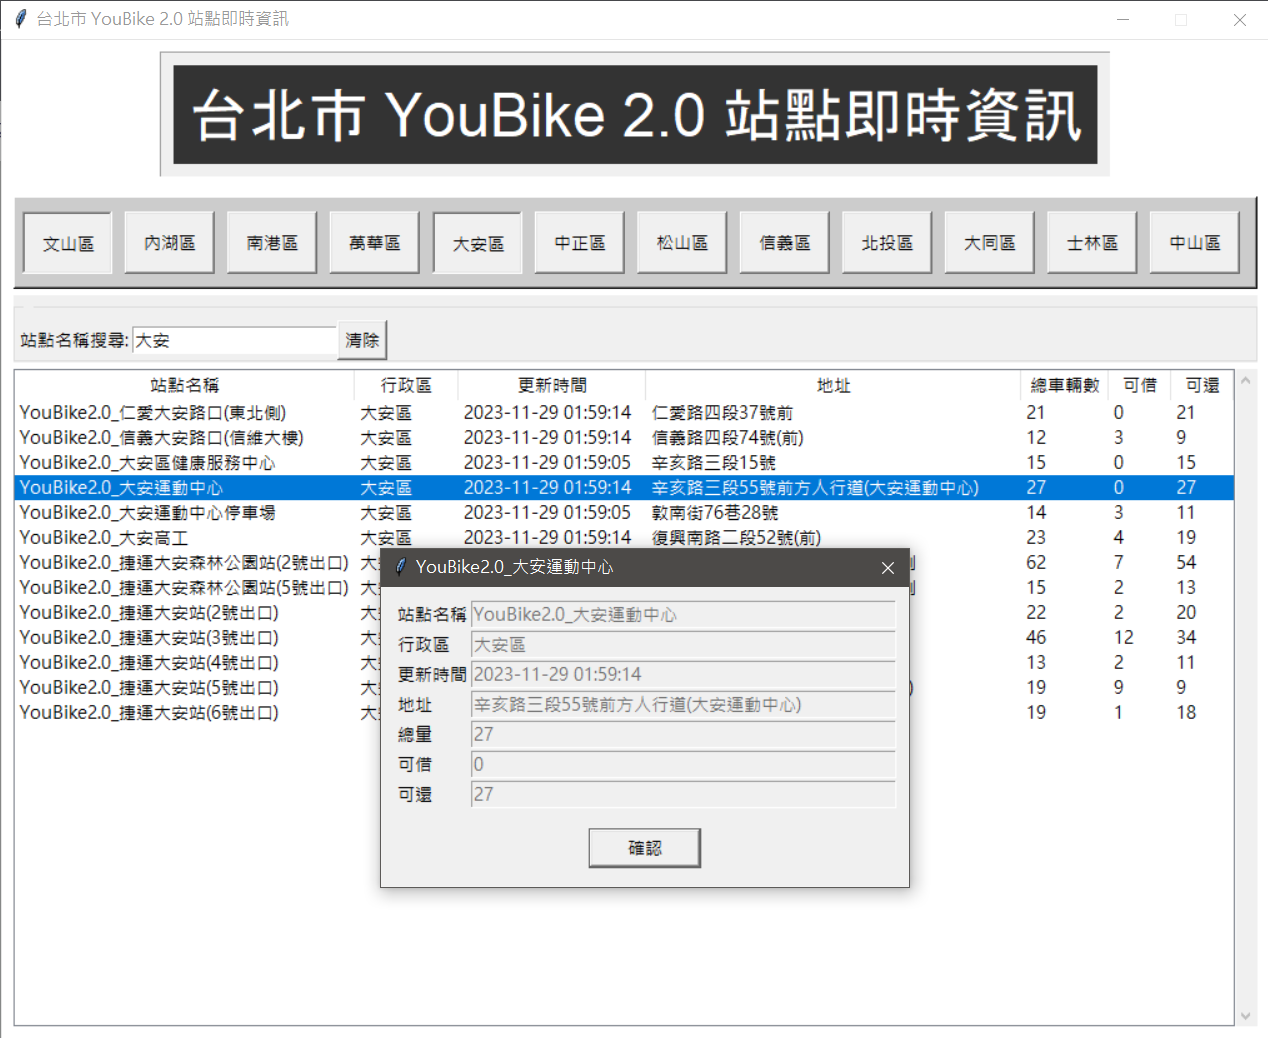 台北市 YouBike 2.0 站點即時資訊
台北市 YouBike 2.0 站點即時資訊
文山區 內湖區 南港區 萬華區 大安區 中正區 松山區 信義區 北投區 大同區 士林區 中山區
站點名稱搜尋: 大安 清除
站點名稱 行政區 更新時間 地址 總車輛數 可借 可還
YouBike2.0_仁愛大安路口(東北側) 大安區 2023-11-29 01:59:14 仁愛路四段37號前 21 0 21
YouBike2.0_信義大安路口(信維大樓) 大安區 2023-11-29 01:59:14 信義路四段74號(前) 12 3 9
YouBike2.0_大安區健康服務中心 大安區 2023-11-29 01:59:05 辛亥路三段15號 15 0 15
YouBike2.0_大安運動中心 大安區 2023-11-29 01:59:14 辛亥路三段55號前方人行道(大安運動中心) 27 0 27
YouBike2.0_大安運動中心停車場 大安區 2023-11-29 01:59:05 敦南街76巷28號 14 3 11
YouBike2.0_大安高工 大安區 2023-11-29 01:59:14 復興南路二段52號(前) 23 4 19
YouBike2.0_捷運大安森林公園站(2號出口) 大 62 7 54
YouBike2.0_捷運大安森林公園站(5號出口) 大 15 2 13
YouBike2.0_捷運大安站(2號出口) 大 22 2 20
YouBike2.0_捷運大安站(3號出口) 大 46 12 34
YouBike2.0_捷運大安站(4號出口) 大 13 2 11
YouBike2.0_捷運大安站(5號出口) 大 ) 19 9 9
YouBike2.0_捷運大安站(6號出口) 大 19 1 18
YouBike2.0_大安運動中心
站點名稱 YouBike2.0_大安運動中心
行政區 大安區
更新時間 2023-11-29 01:59:14
地址 辛亥路三段55號前方人行道(大安運動中心)
總量 27
可借 0
可還 27
確認